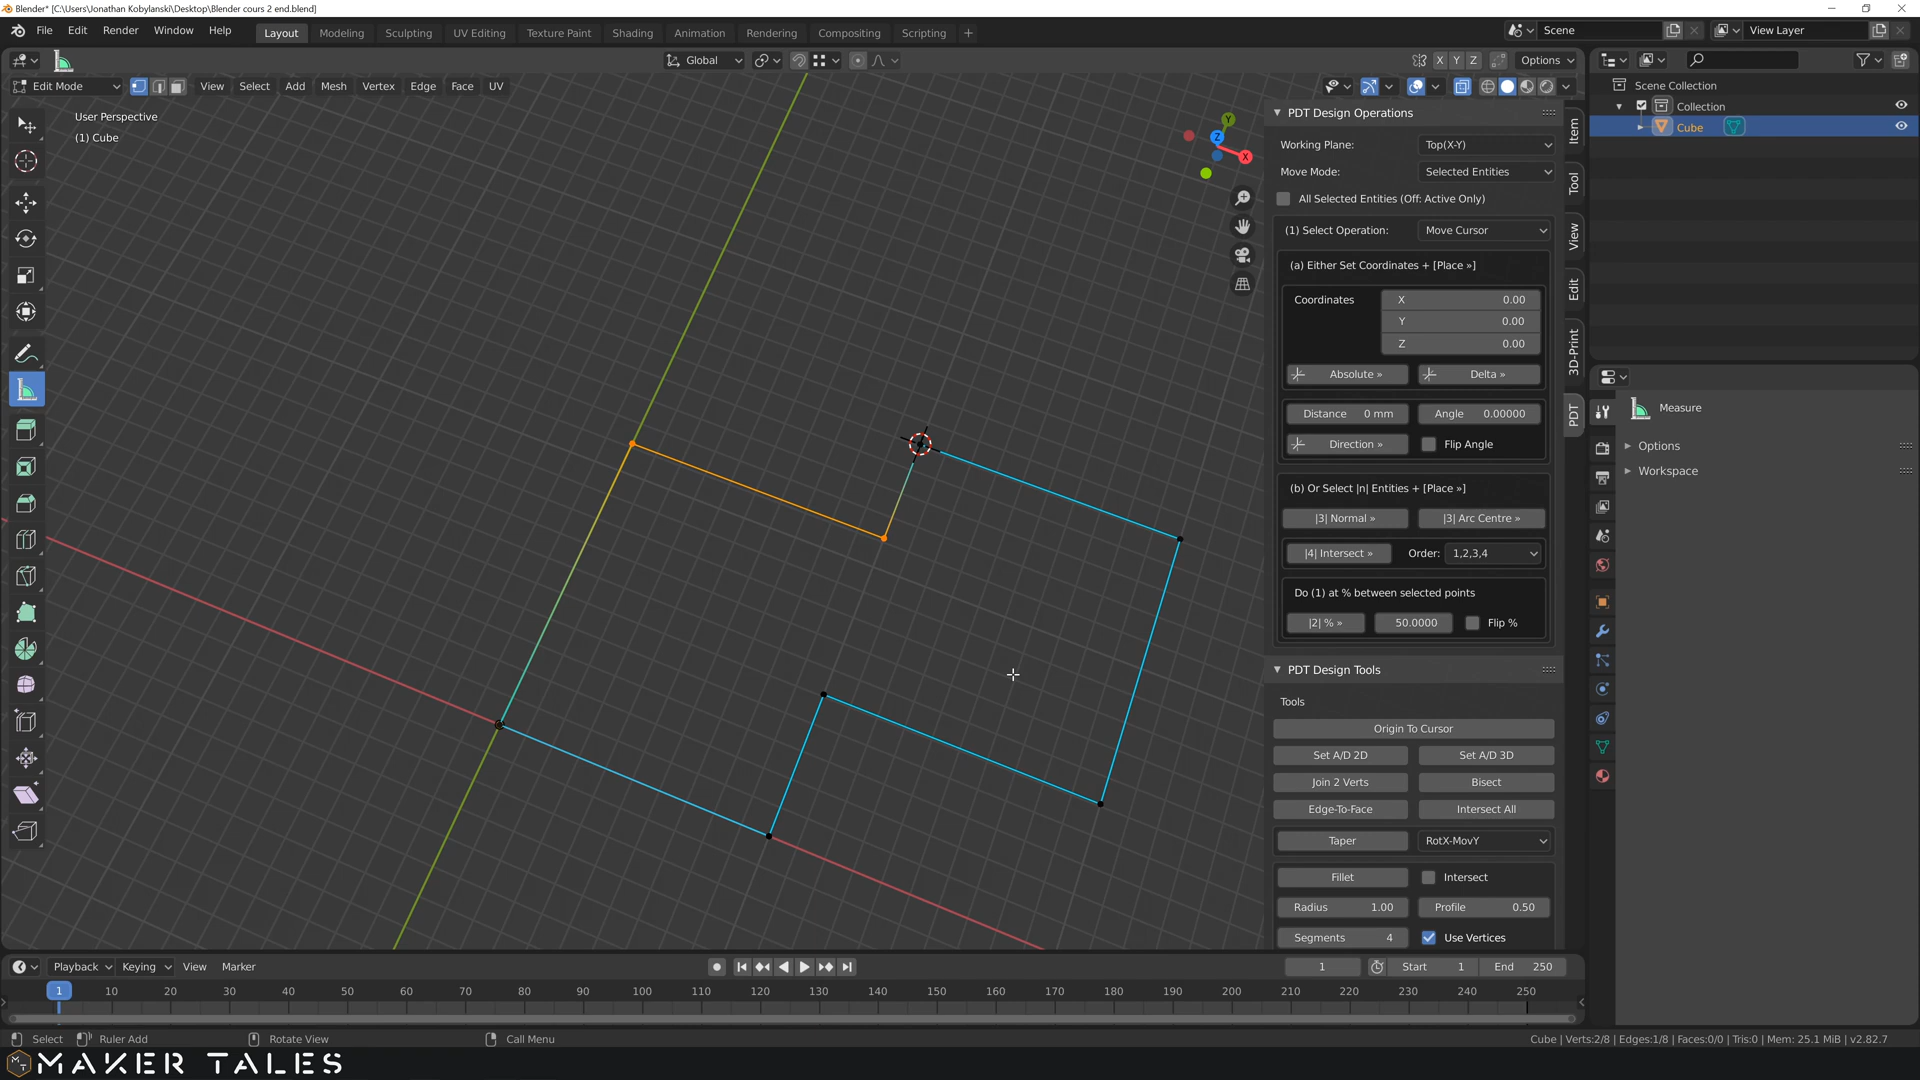 Blender* [C:\Users\Jonathan Kobylanski\Desktop\Blender cours 2 end.blend]
File Edit Render Window Help Layout Modeling Sculpting UV Editing Texture Paint Shading Animation Rendering Compositing Scripting + Scene View Layer
Global X Y Z Options
Edit Mode View Select Add Mesh Vertex Edge Face UV
User Perspective
(1) Cube
Y
Z
X
PDT Design Operations
Working Plane: Top(X-Y)
Move Mode: Selected Entities
All Selected Entities (Off: Active Only)
(1) Select Operation: Move Cursor
(a) Either Set Coordinates + [Place »]
Coordinates X 0.00
Y 0.00
Z 0.00
Absolute » Delta »
Distance 0 mm Angle 0.00000
Direction » Flip Angle
(b) Or Select |n| Entities + [Place »]
|3| Normal » |3| Arc Centre »
|4| Intersect » Order: 1,2,3,4
Do (1) at % between selected points
|2| % » 50.0000 Flip %
PDT Design Tools
Tools
Origin To Cursor
Set A/D 2D Set A/D 3D
Join 2 Verts Bisect
Edge-To-Face Intersect All
Taper RotX-MovY
Fillet Intersect
Radius 1.00 Profile 0.50
Segments 4 Use Vertices
Item
Tool
View
Edit
3D-Print
PDT
Scene Collection
Collection
Cube
Measure
Options
Workspace
Playback Keying View Marker 1 Start 1 End 250
1 10 20 30 40 50 60 70 80 90 100 110 120 130 140 150 160 170 180 190 200 210 220 230 240 250
Select Ruler Add Rotate View Call Menu Cube | Verts:2/8 | Edges:1/8 | Faces:0/0 | Tris:0 | Mem: 25.1 MiB | v2.82.7
MAKER TALES